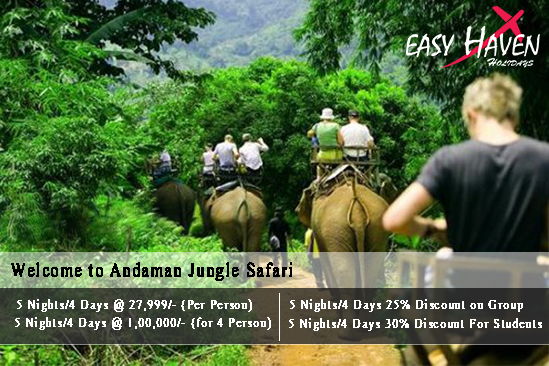 EASY HAVEN
HOLIDAYS
Welcome to Andaman Jungle Safari
5 Nights/4 Days @ 27,999/- {Per Person)
5 Nights/4 Days @ 1,00,000/- {for 4 Person)
5 Nights/4 Days 25% Discount on Group
5 Nights/4 Days 30% Discount For Students